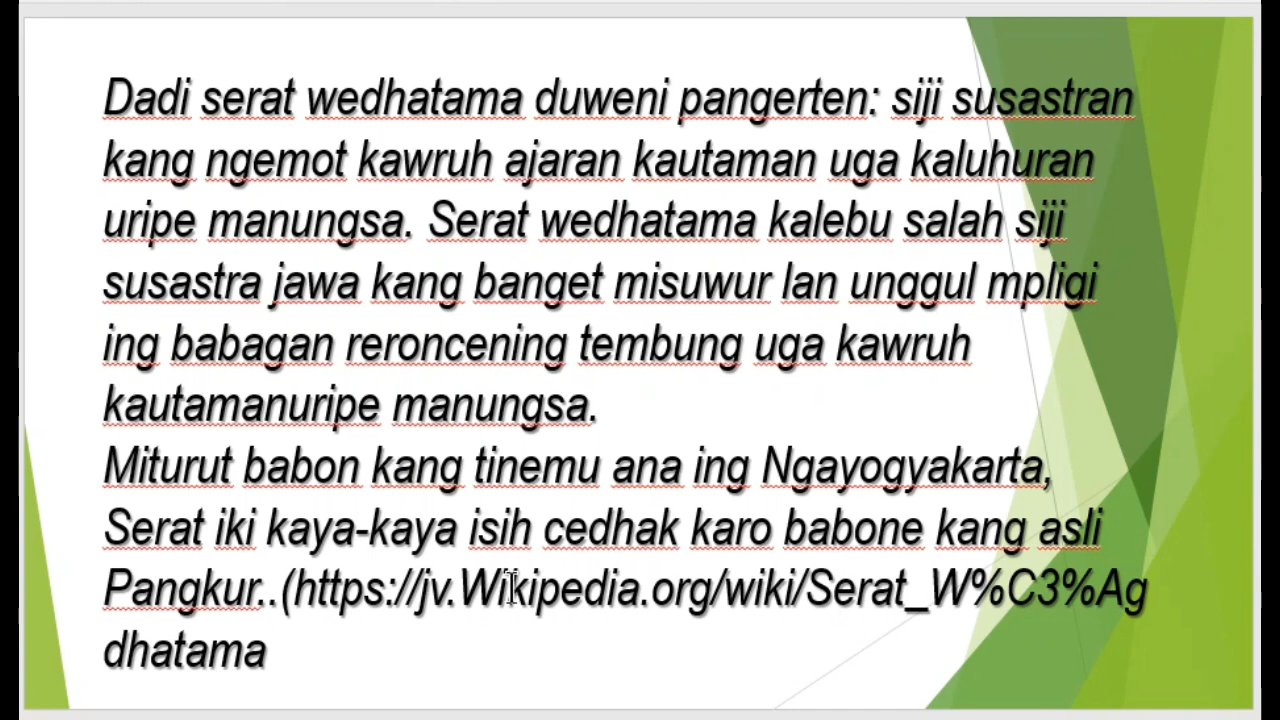 Dadi serat wedhatama duweni pangerten: siji susastran
kang ngemot kawruh ajaran kautaman uga kaluhuran
uripe manungsa. Serat wedhatama kalebu salah siji
susastra jawa kang banget misuwur lan unggul mpligi
ing babagan reroncening tembung uga kawruh
kautamanuripe manungsa.
Miturut babon kang tinemu ana ing Ngayogyakarta,
Serat iki kaya-kaya isih cedhak karo babone kang asli
Pangkur..(https://jv.Wikipedia.org/wiki/Serat_W%C3%Ag
dhatama